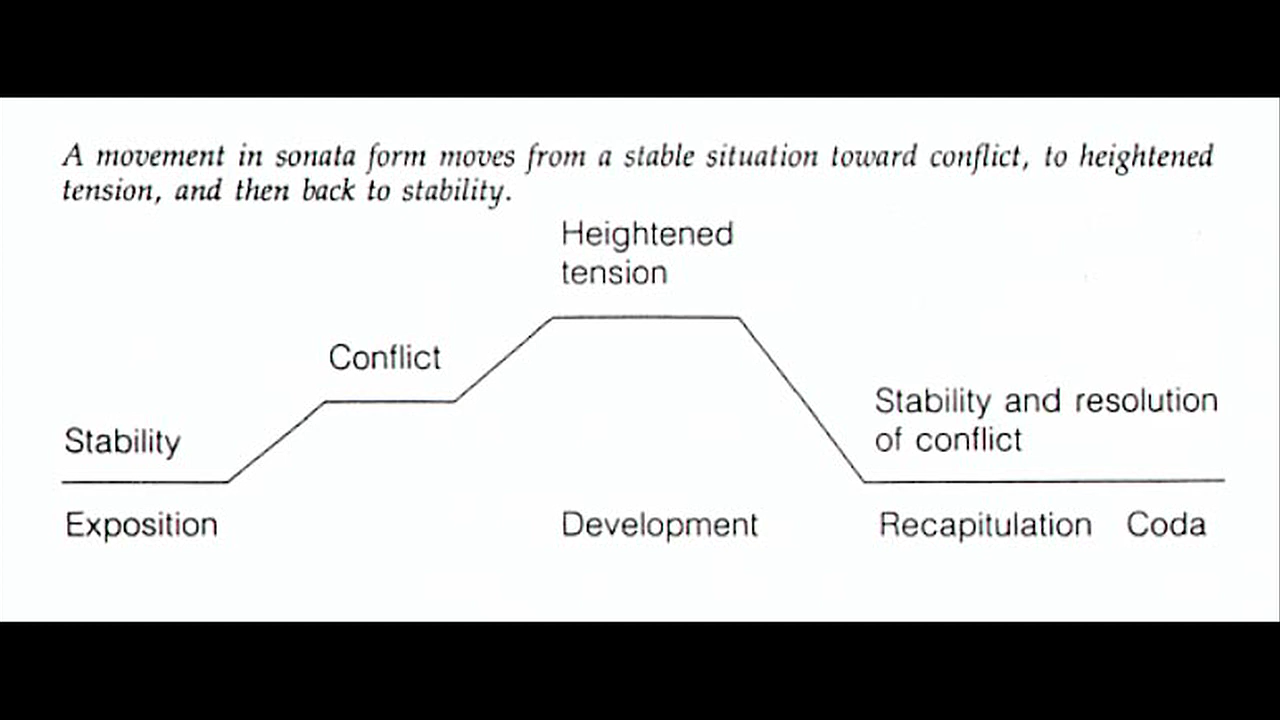 A movement in sonata form moves from a stable situation toward conflict, to heightened
tension, and then back to stability.
Heightened
tension
Conflict
Stability and resolution
of conflict
Stability
Exposition
Development
Recapitulation
Coda